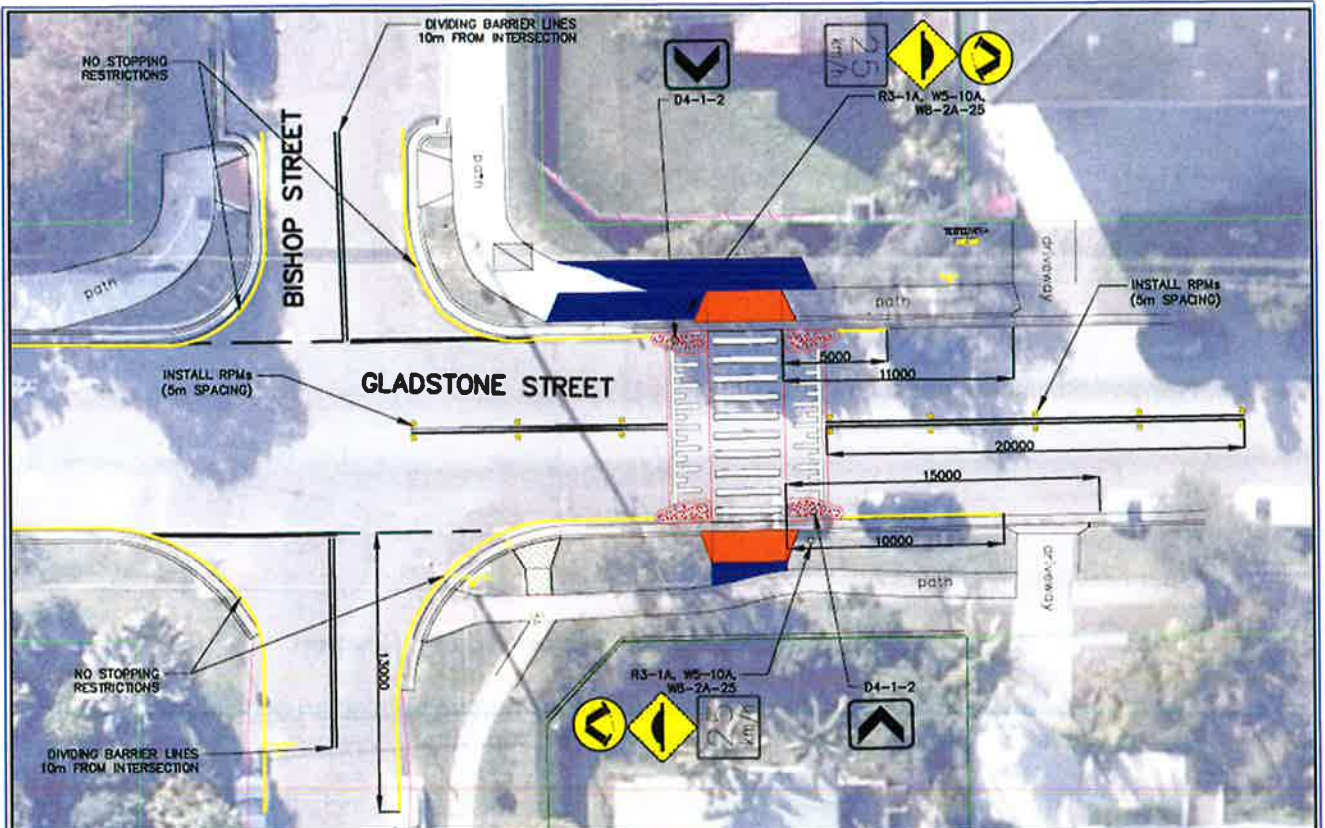 DIVIDING BARRIER LINES
10m FROM INTERSECTION
NO STOPPING
RESTRICTIONS
25
km/h
D4-1-2
R3-1A, W5-10A,
W8-2A-25
BISHOP STREET
path
path
path
driveway
INSTALL RPMs
(5m SPACING)
5000
11000
INSTALL RPMs
(5m SPACING)
GLADSTONE STREET
20000
15000
10000
path
driveway
13000
NO STOPPING
RESTRICTIONS
R3-1A, W5-10A,
W8-2A-25
D4-1-2
25
km/h
DIVIDING BARRIER LINES
10m FROM INTERSECTION